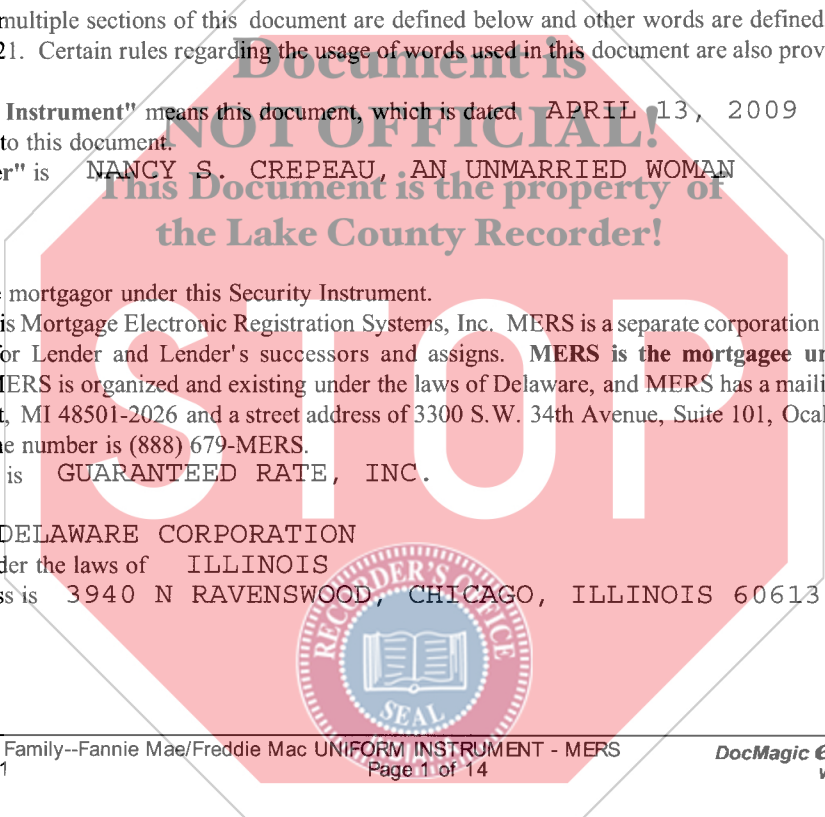 multiple sections of this document are defined below and other words are defined
21. Certain rules regarding the usage of words used in this document are also prov
Document is
Instrument" means this document, which is dated APRIL 13, 2009
NOT OFFICIAL!
to this document.
er" is NANCY S. CREPEAU, AN UNMARRIED WOMAN
This Document is the property of
the Lake County Recorder!
e mortgagor under this Security Instrument.
is Mortgage Electronic Registration Systems, Inc. MERS is a separate corporation
for Lender and Lender's successors and assigns. MERS is the mortgagee un
MERS is organized and existing under the laws of Delaware, and MERS has a maili
t, MI 48501-2026 and a street address of 3300 S.W. 34th Avenue, Suite 101, Ocal
ne number is (888) 679-MERS.
STOP
is GUARANTEED RATE, INC.
DELAWARE CORPORATION
der the laws of ILLINOIS
ss is 3940 N RAVENSWOOD, CHICAGO, ILLINOIS 60613
RECORDER'S OFFICE
SEAL
Family--Fannie Mae/Freddie Mac UNIFORM INSTRUMENT - MERS
DocMagic
1
Page 1 of 14